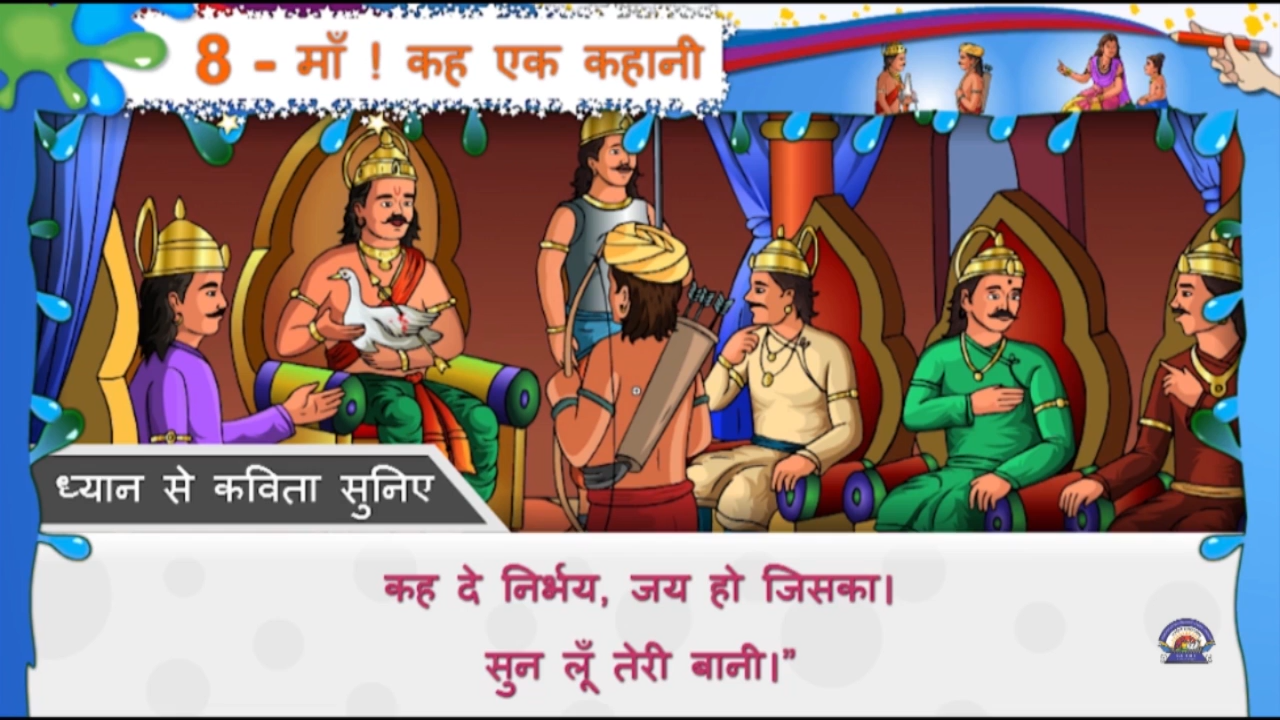 8 - माँ ! कह एक कहानी
ध्यान से कविता सुनिए
कह दे निर्भय, जय हो जिसका।
सुन लूँ तेरी बानी।”